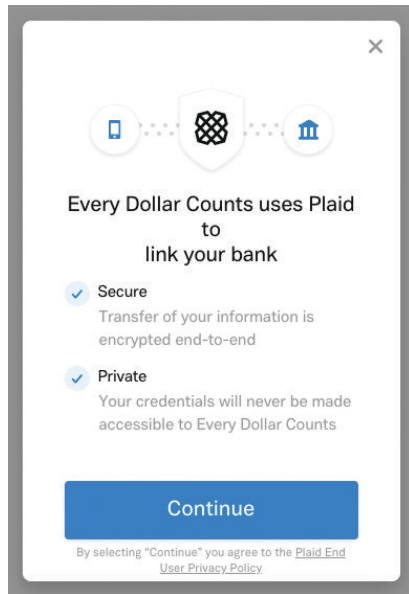 Every Dollar Counts uses Plaid
to
link your bank
Secure
Transfer of your information is
encrypted end-to-end
Private
Your credentials will never be made
accessible to Every Dollar Counts
Continue
By selecting “Continue” you agree to the Plaid End
User Privacy Policy